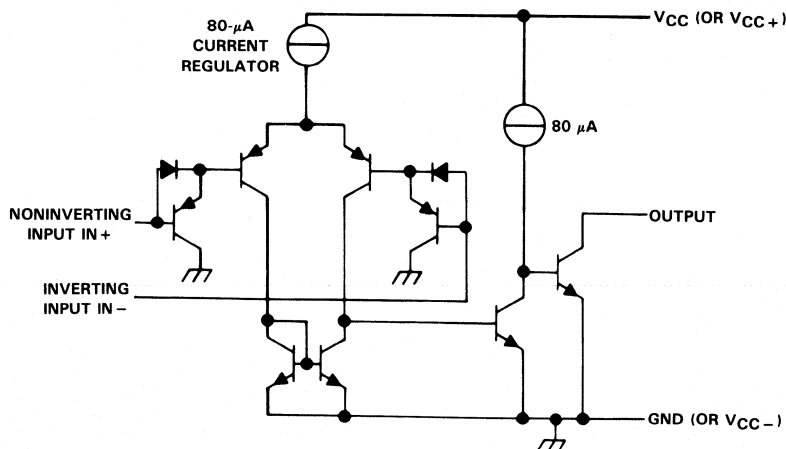 80-μA
CURRENT
REGULATOR
VCC (OR VCC+)
80 μA
NONINVERTING
INPUT IN+
OUTPUT
INVERTING
INPUT IN−
GND (OR VCC−)